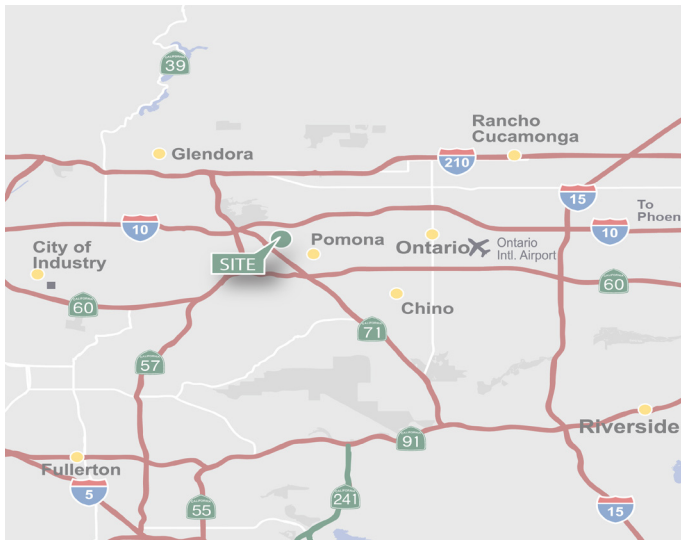 39
Rancho
Cucamonga
Glendora
210
15
To
Phoen
10
10
City of
Industry
SITE
Pomona
Ontario
Ontario
Intl. Airport
60
60
Chino
57
71
91
Riverside
Fullerton
5
55
241
15